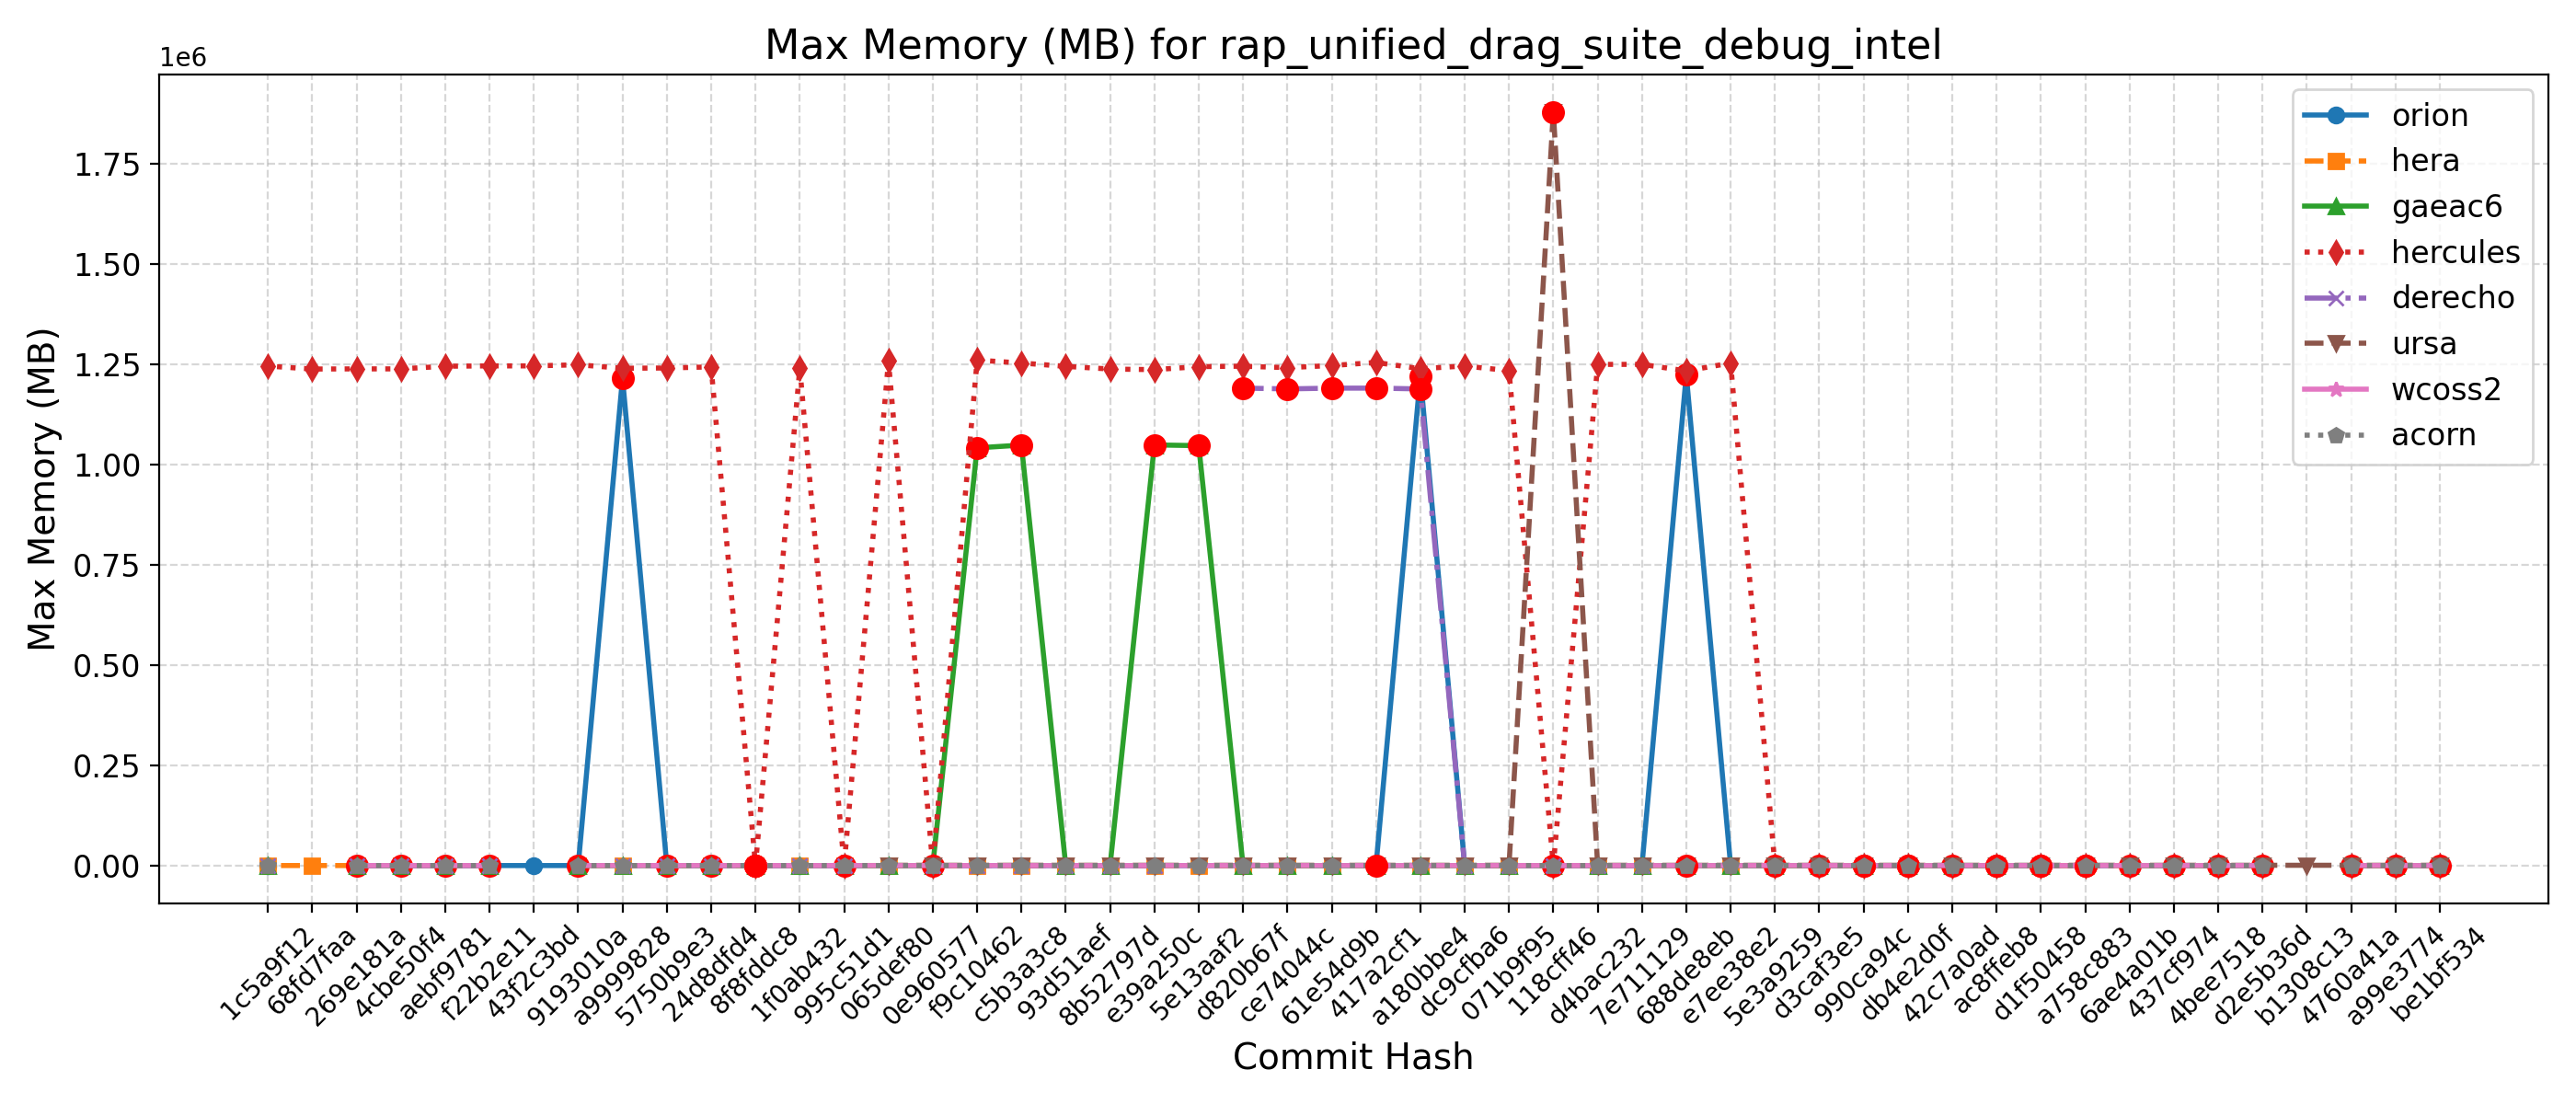 Max Memory (MB) for rap_unified_drag_suite_debug_intel
1e6
1.75
1.50
1.25
1.00
0.75
0.50
0.25
0.00
Max Memory (MB)
orion
hera
gaeac6
hercules
derecho
ursa
wcoss2
acorn
1c5a9f12
68fd7faa
269e181a
4cbe50f4
aebf9781
f22b2e11
43f2c3bd
9193010a
a9999828
5750b9e3
24d8dfd4
8f8fddc8
1f0ab432
995c51d1
065def80
0e960577
f9c10462
c5b3a3c8
93d51aef
8b52797d
e39a250c
5e13aaf2
d820b67f
ce74044c
61e54d9b
417a2cf1
a180bbe4
dc9cfba6
071b9f95
118cff46
d4bac232
7e711129
688de8eb
e7ee38e2
5e3a9259
d3caf3e5
990ca94c
db4e2d0f
42c7a0ad
ac8ffeb8
d1f50458
a758c883
6ae4a01b
437cf974
4bee7518
d2e5b36d
b1308c13
4760a41a
a99e3774
be1bf534
Commit Hash